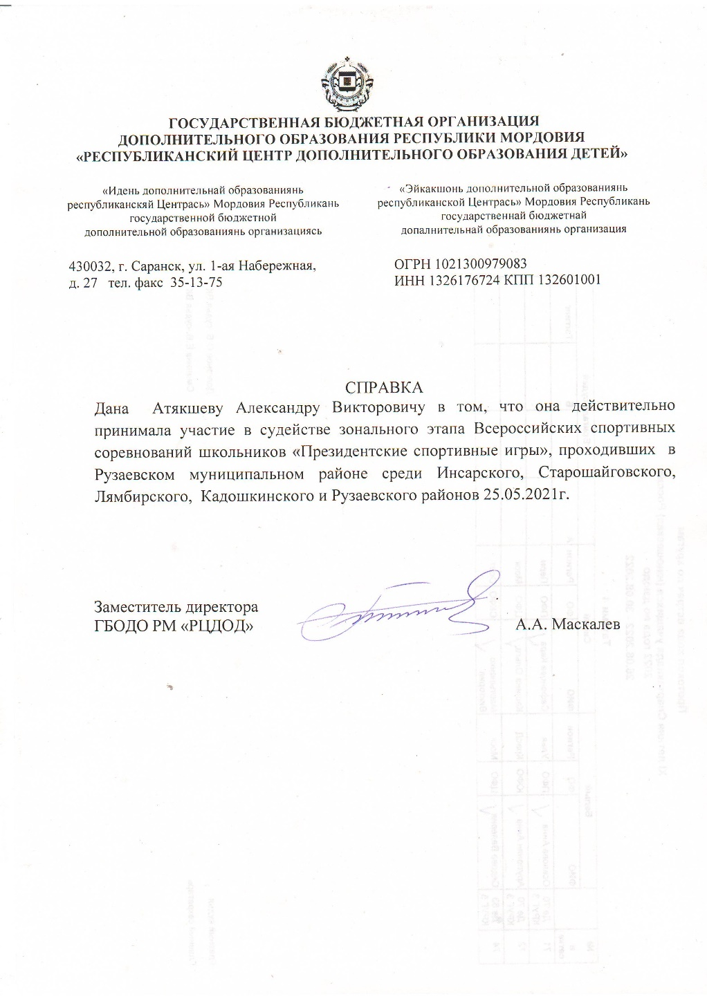 ГОСУДАРСТВЕННАЯ БЮДЖЕТНАЯ ОРГАНИЗАЦИЯ
ДОПОЛНИТЕЛЬНОГО ОБРАЗОВАНИЯ РЕСПУБЛИКИ МОРДОВИЯ
«РЕСПУБЛИКАНСКИЙ ЦЕНТР ДОПОЛНИТЕЛЬНОГО ОБРАЗОВАНИЯ ДЕТЕЙ»
«Идень дополнительнай образованиянь
республиканскяй Центрась» Мордовия Республикань
государственной бюджетной
дополнительной образованиянь организациясь
«Эйкакшонь дополнительной образованиянь
республиканской Центрась» Мордовия Республикань
государственнай бюджетнай
допалнительнай образованиянь организация
430032, г. Саранск, ул. 1-ая Набережная,
д. 27 тел. факс 35-13-75
ОГРН 1021300979083
ИНН 1326176724 КПП 132601001
СПРАВКА
Дана Атякшеву Александру Викторовичу в том, что она действительно
принимала участие в судействе зонального этапа Всероссийских спортивных
соревнований школьников «Президентские спортивные игры», проходивших в
Рузаевском муниципальном районе среди Инсарского, Старошайговского,
Лямбирского, Кадошкинского и Рузаевского районов 25.05.2021г.
Заместитель директора
ГБОДО РМ «РЦДОД»
А.А. Маскалев